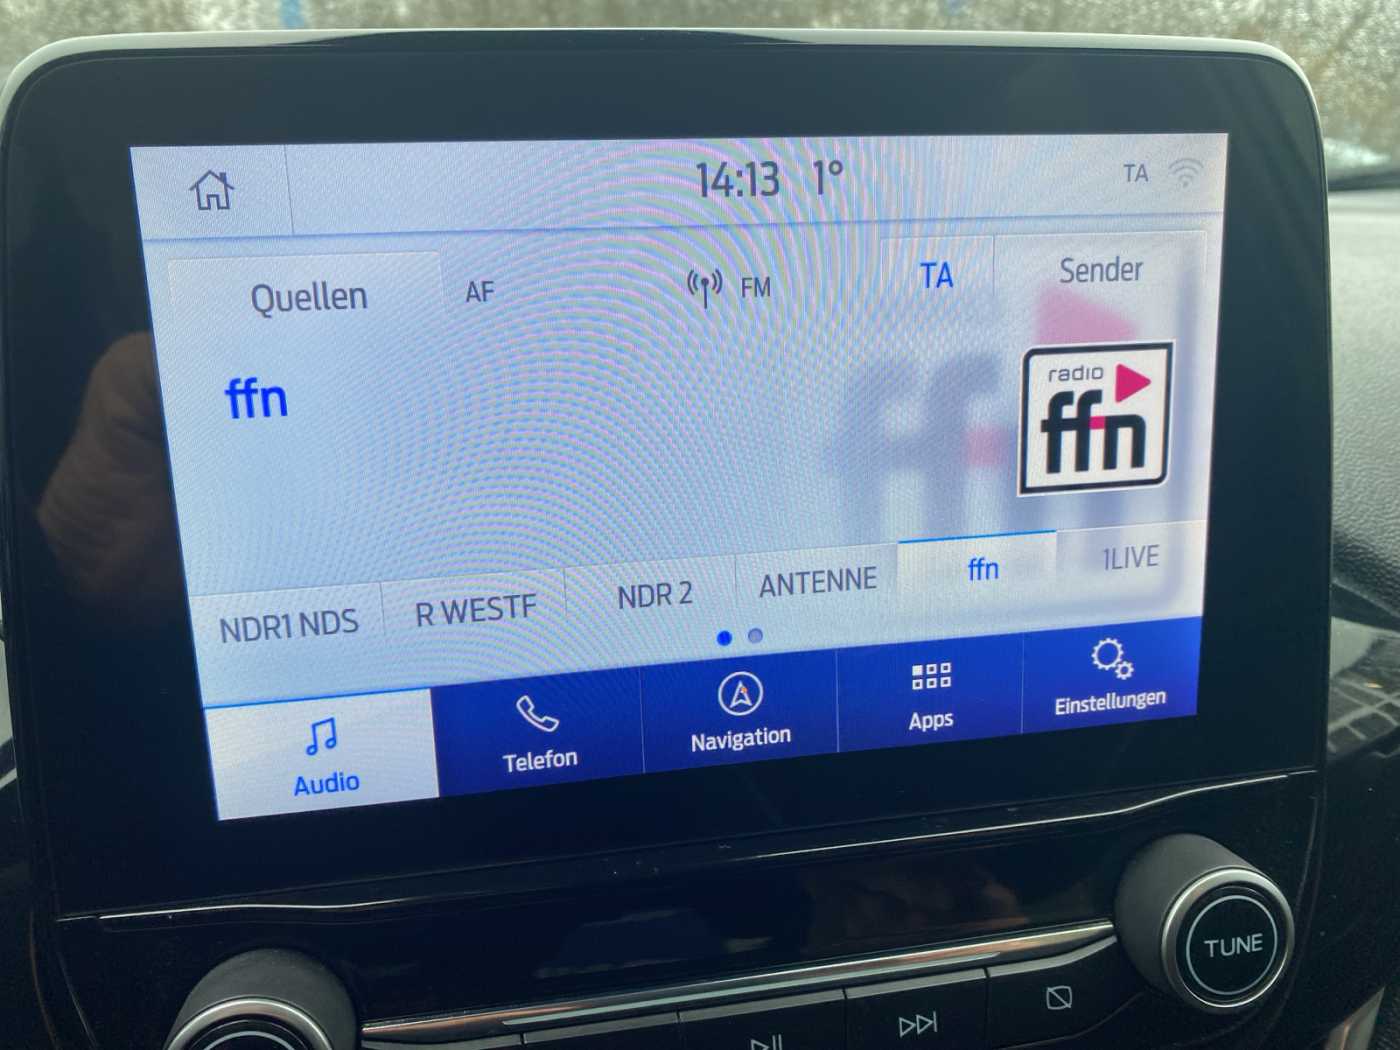 14:13 1° TA
Quellen AF FM TA Sender
ffn
radio
ffn
NDR1 NDS R WESTF NDR 2 ANTENNE ffn 1LIVE
Audio Telefon Navigation Apps Einstellungen
TUNE